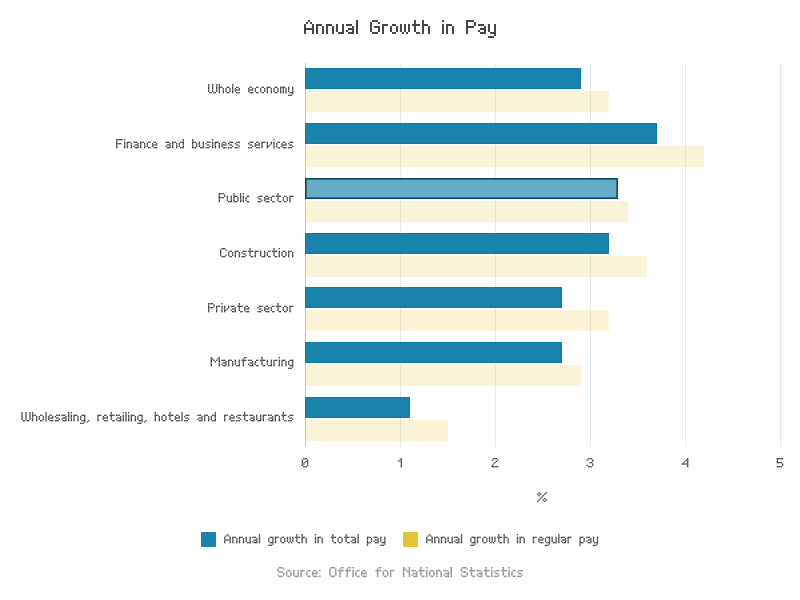 Annual Growth in Pay
Whole economy
Finance and business services
Public sector
Construction
Private sector
Manufacturing
Wholesaling, retailing, hotels and restaurants
0 1 2 3 4 5
%
Annual growth in total pay Annual growth in regular pay
Source: Office for National Statistics